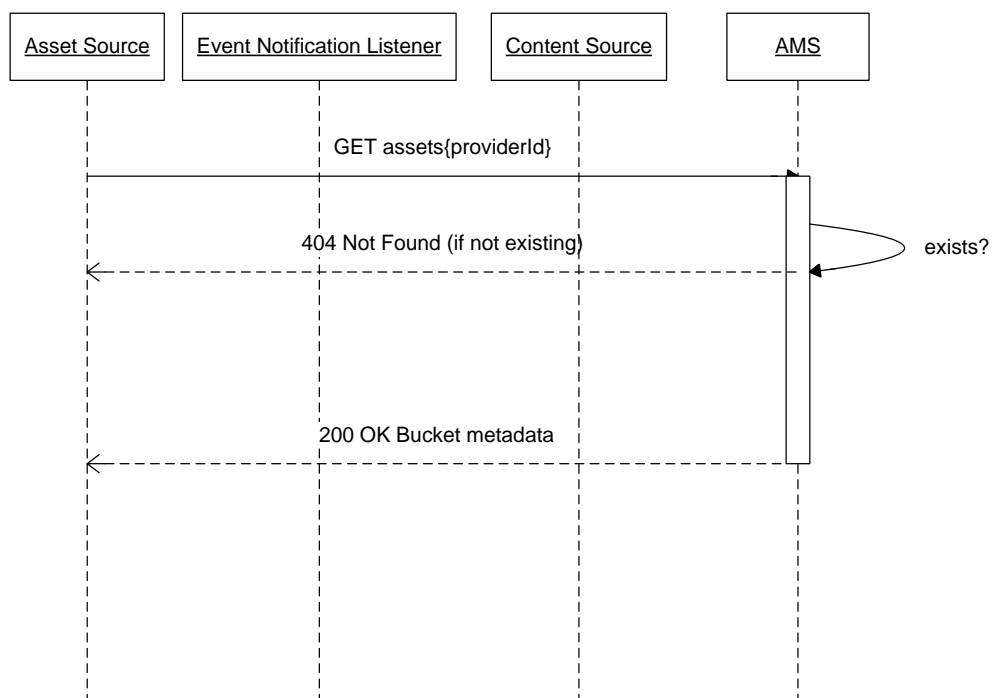 Asset Source
Event Notification Listener
Content Source
AMS
GET assets{providerId}
404 Not Found (if not existing)
exists?
200 OK Bucket metadata